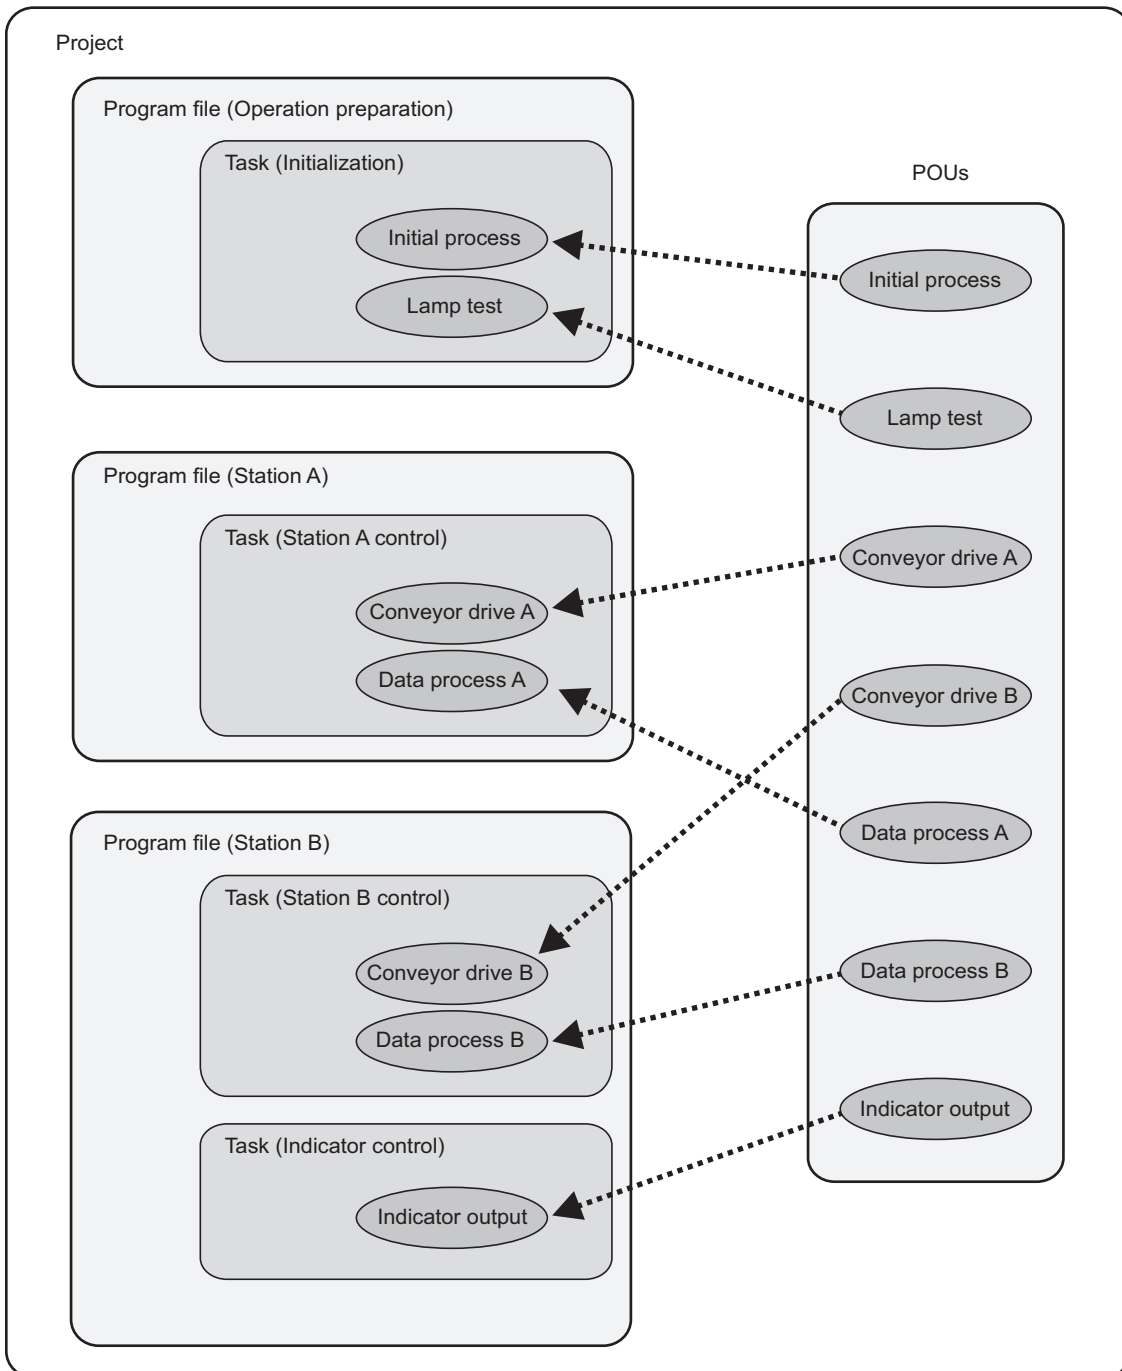 Project
Program file (Operation preparation)
Task (Initialization)
Initial process
Lamp test
Program file (Station A)
Task (Station A control)
Conveyor drive A
Data process A
Program file (Station B)
Task (Station B control)
Conveyor drive B
Data process B
Task (Indicator control)
Indicator output
POUs
Initial process
Lamp test
Conveyor drive A
Conveyor drive B
Data process A
Data process B
Indicator output